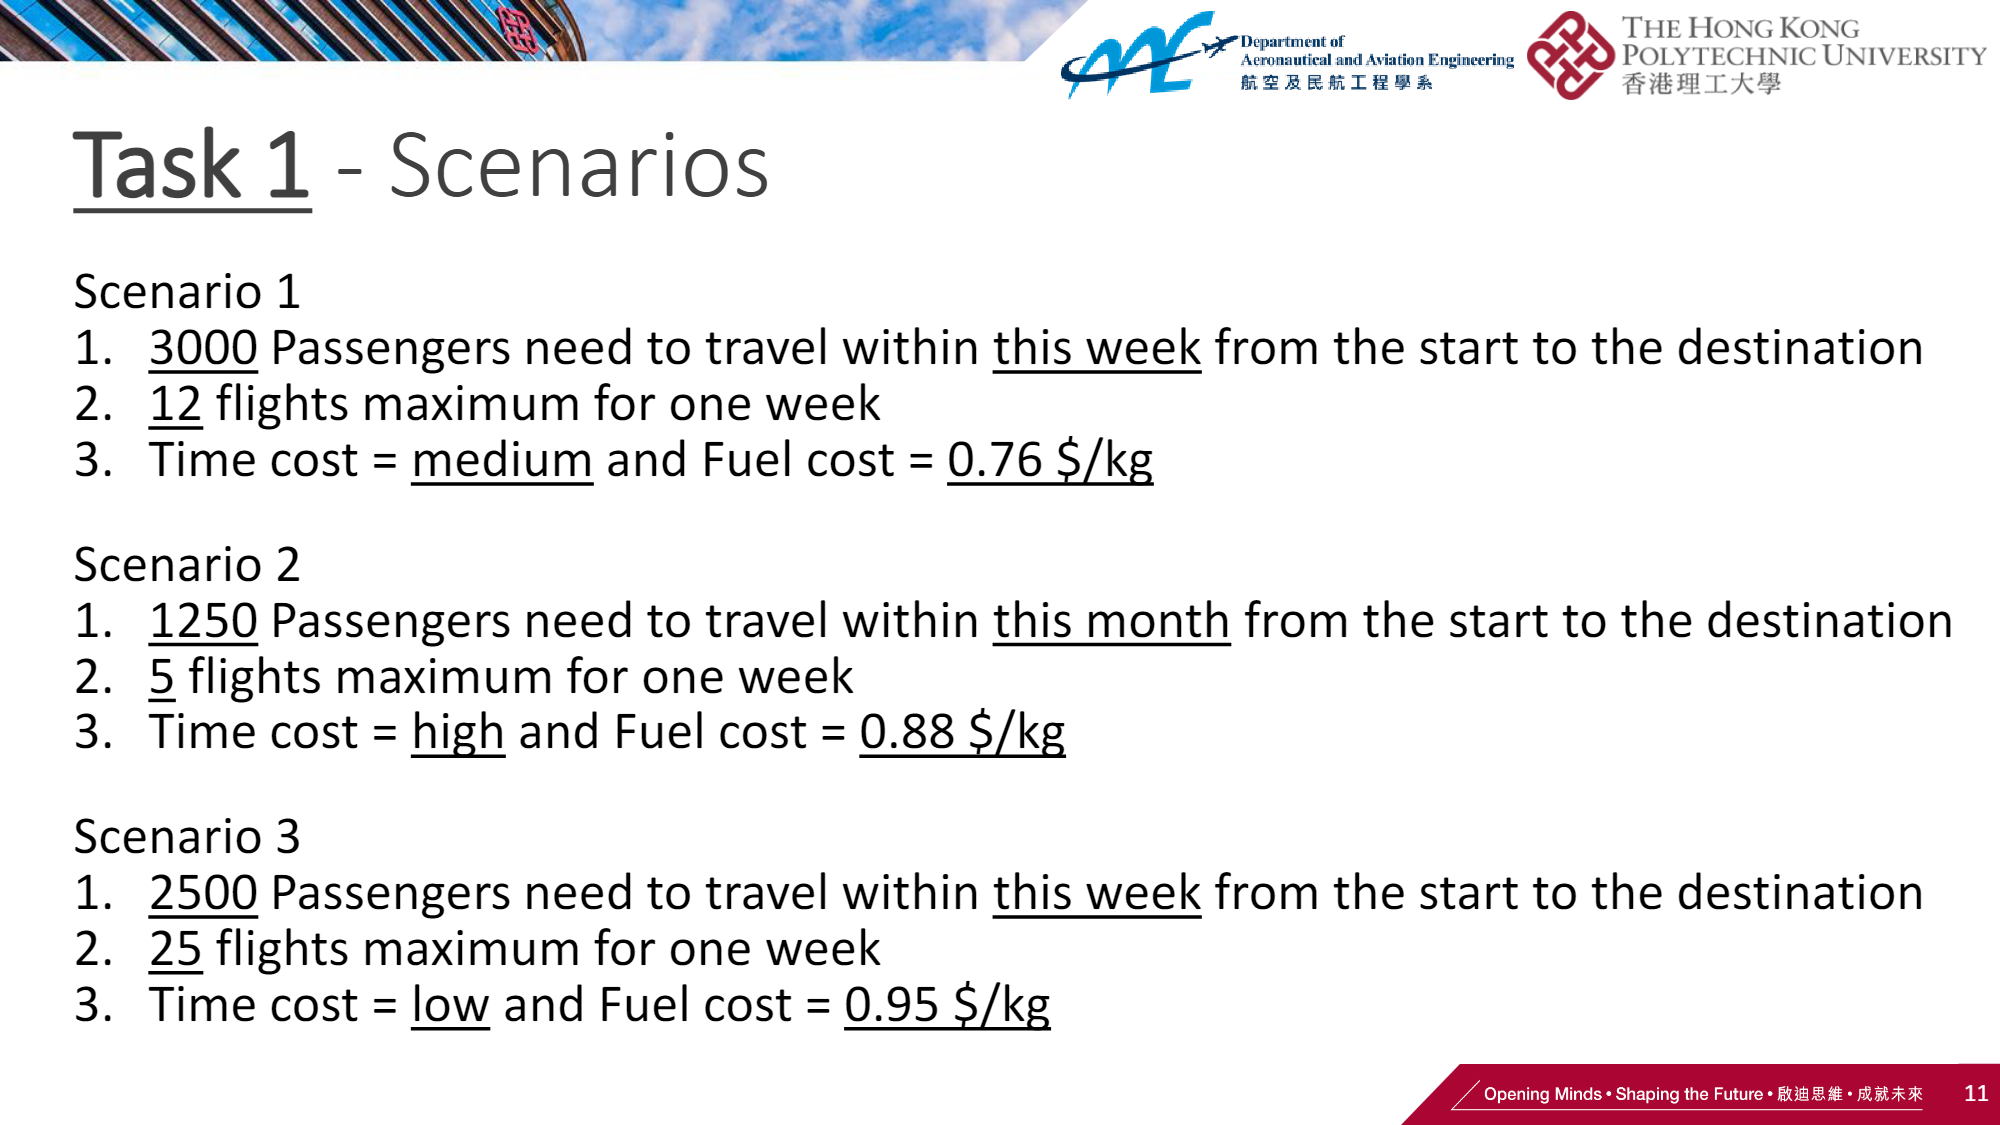 Department of
Aeronautical and Aviation Engineering
航空及民航工程學系
THE HONG KONG
POLYTECHNIC UNIVERSITY
香港理工大學
Task 1 - Scenarios
Scenario 1
1. 3000 Passengers need to travel within this week from the start to the destination
2. 12 flights maximum for one week
3. Time cost = medium and Fuel cost = 0.76 $/kg
Scenario 2
1. 1250 Passengers need to travel within this month from the start to the destination
2. 5 flights maximum for one week
3. Time cost = high and Fuel cost = 0.88 $/kg
Scenario 3
1. 2500 Passengers need to travel within this week from the start to the destination
2. 25 flights maximum for one week
3. Time cost = low and Fuel cost = 0.95 $/kg
Opening Minds • Shaping the Future • 啟迪思維 • 成就未來
11